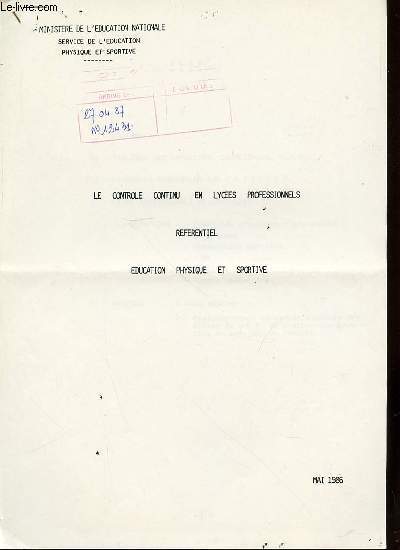 Le-livre.com
MINISTERE DE L'EDUCATION NATIONALE
SERVICE DE L'EDUCATION
PHYSIQUE ET SPORTIVE
--------
27.04.87
N° 13431
LE CONTROLE CONTINU EN LYCEES PROFESSIONNELS
REFERENTIEL
EDUCATION PHYSIQUE ET SPORTIVE
MAI 1986